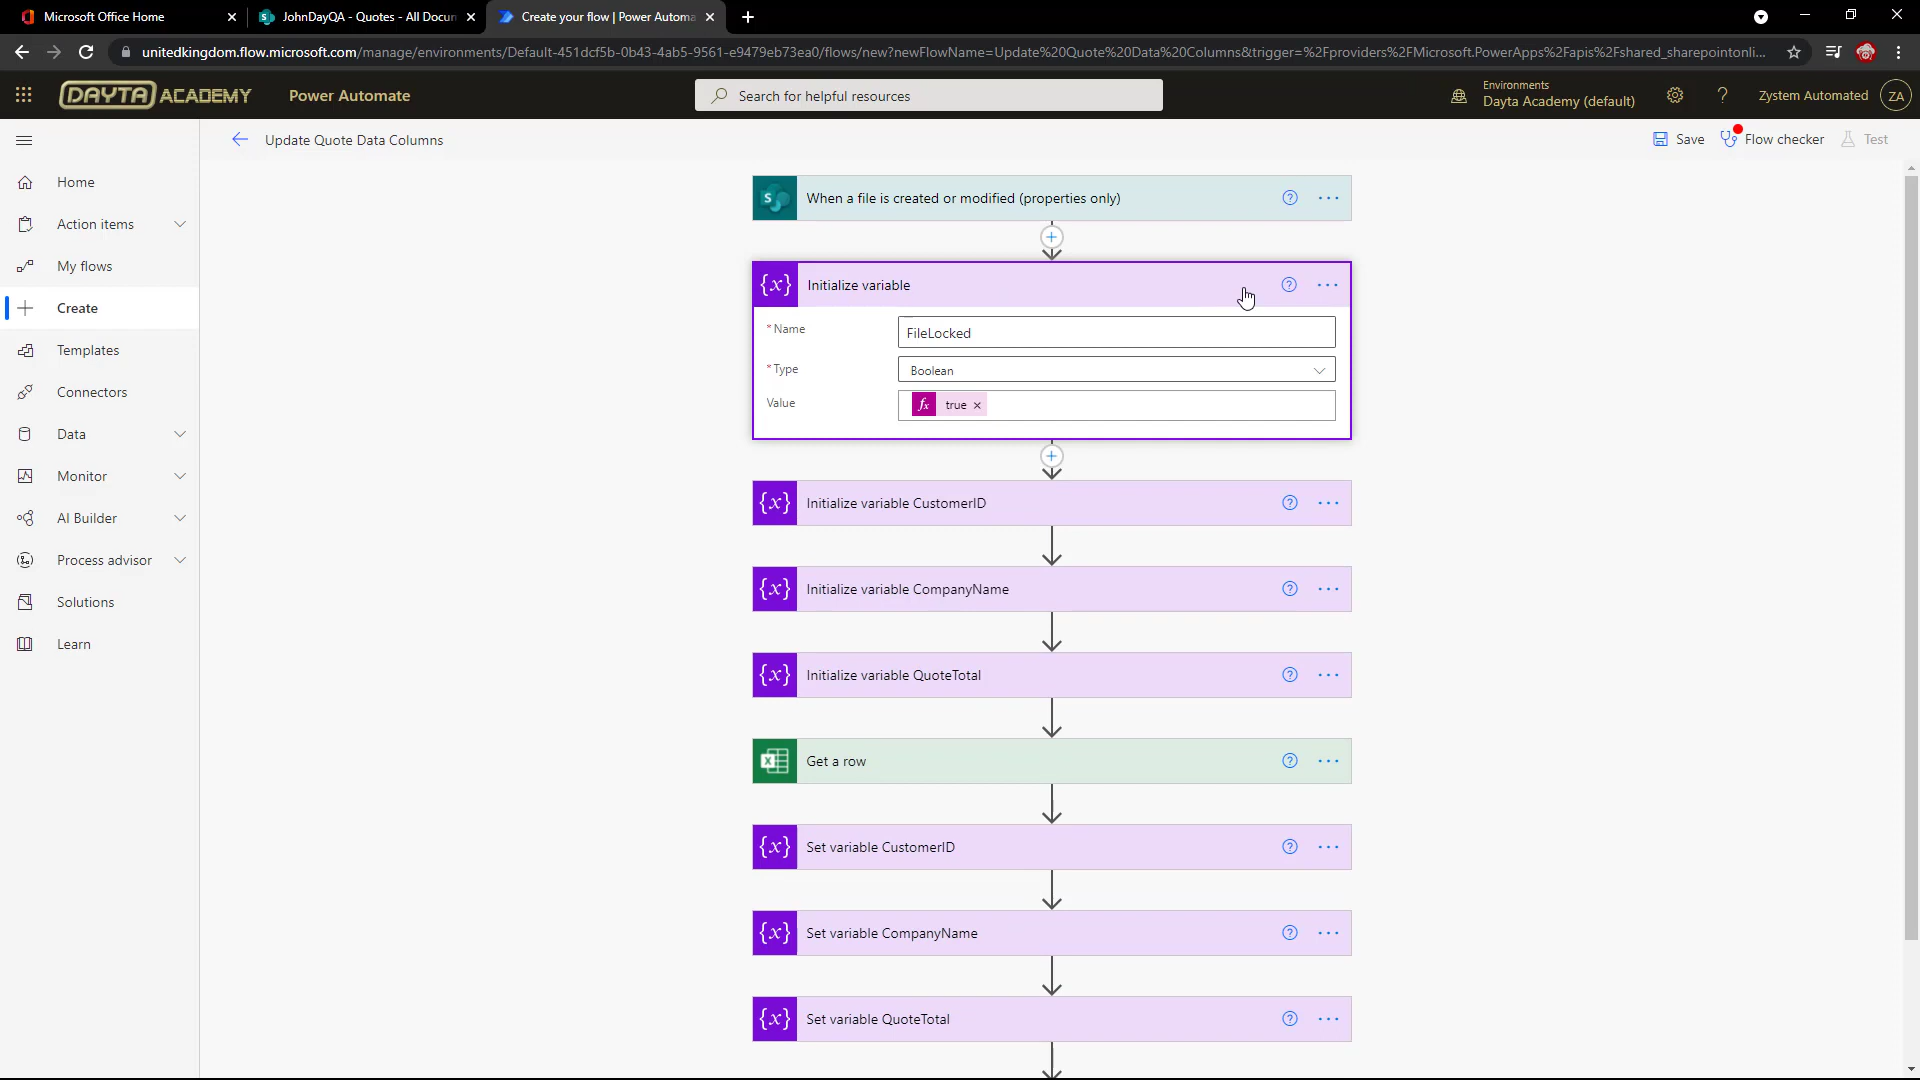 Microsoft Office Home
JohnDayQA - Quotes - All Docum
Create your flow | Power Automa
unitedkingdom.flow.microsoft.com/manage/environments/Default-451dcf5b-0b43-4ab5-9561-e9479eb73ea0/flows/new?newFlowName=Update%20Quote%20Data%20Columns&trigger=%2Fproviders%2FMicrosoft.PowerApps%2Fapis%2Fshared_sharepointonli...
DAYTA ACADEMY
Power Automate
Search for helpful resources
Environments
Dayta Academy (default)
?
Zystem Automated
ZA
Update Quote Data Columns
Save
Flow checker
Test
Home
Action items
My flows
Create
Templates
Connectors
Data
Monitor
AI Builder
Process advisor
Solutions
Learn
When a file is created or modified (properties only)
{x} Initialize variable
* Name
FileLocked
* Type
Boolean
Value
fx true ×
{x} Initialize variable CustomerID
{x} Initialize variable CompanyName
{x} Initialize variable QuoteTotal
Get a row
{x} Set variable CustomerID
{x} Set variable CompanyName
{x} Set variable QuoteTotal